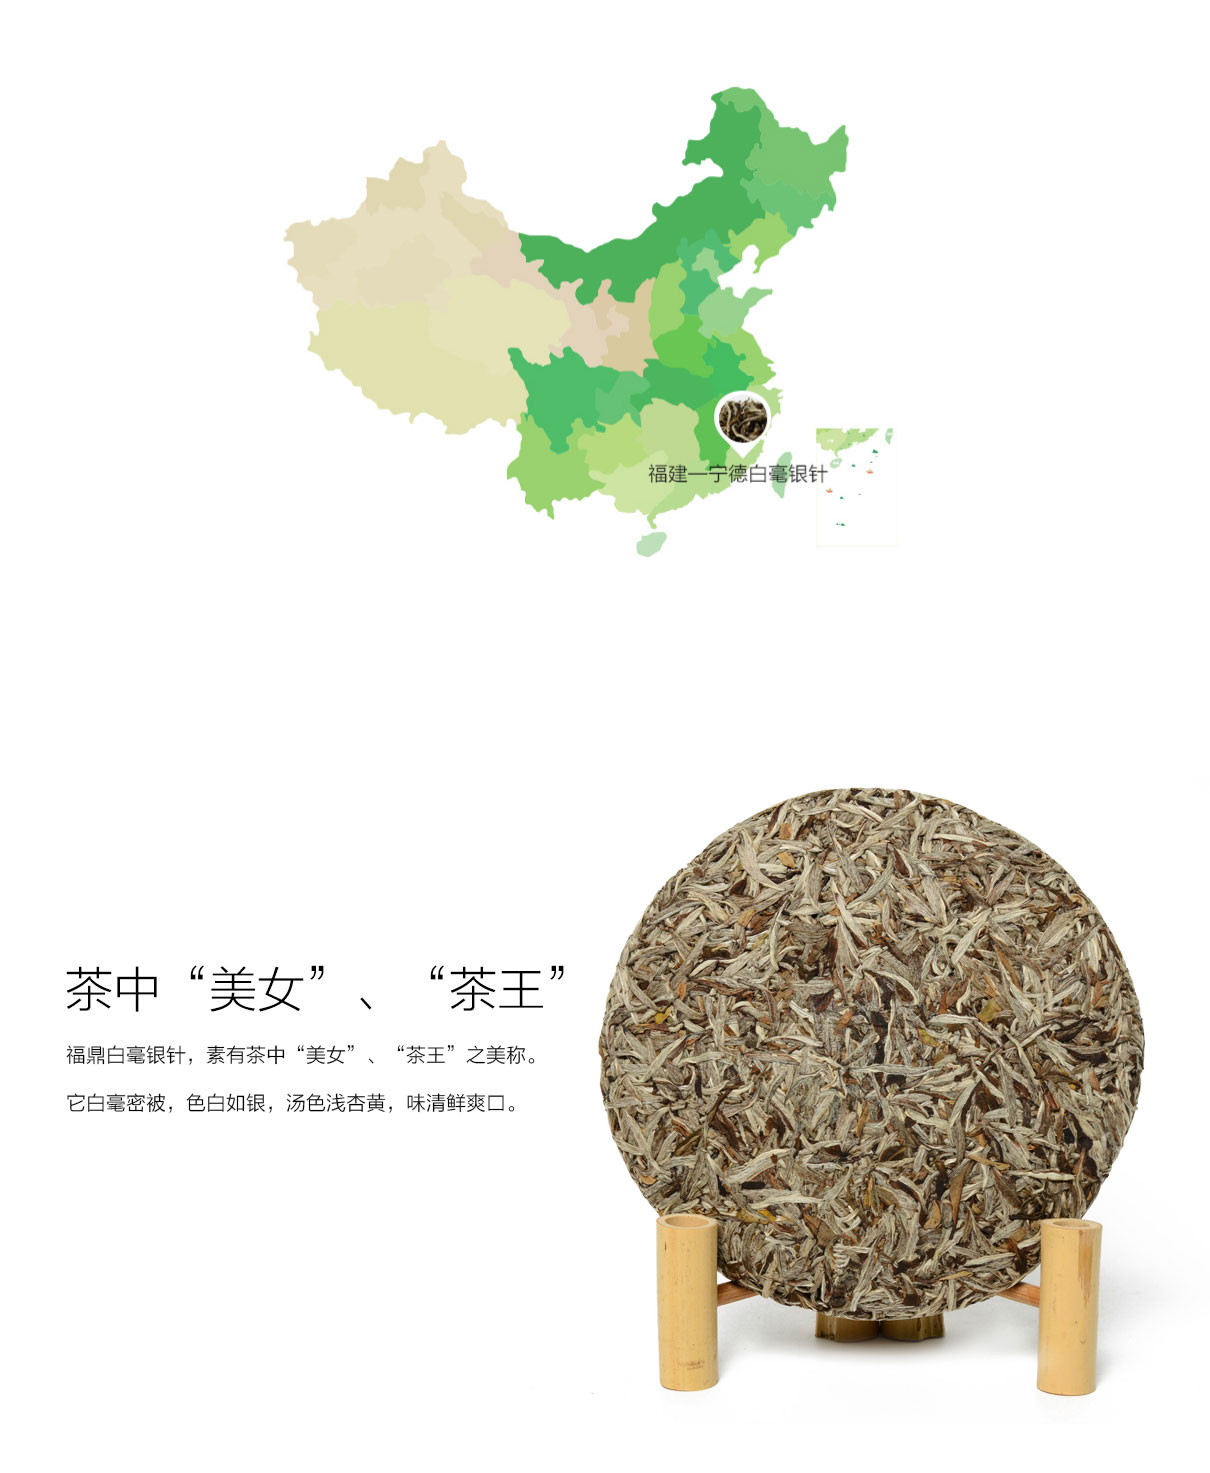 福建—宁德白毫银针
茶中“美女”、“茶王”
福鼎白毫银针，素有茶中“美女”、“茶王”之美称。
它白毫密被，色白如银，汤色浅杏黄，味清鲜爽口。